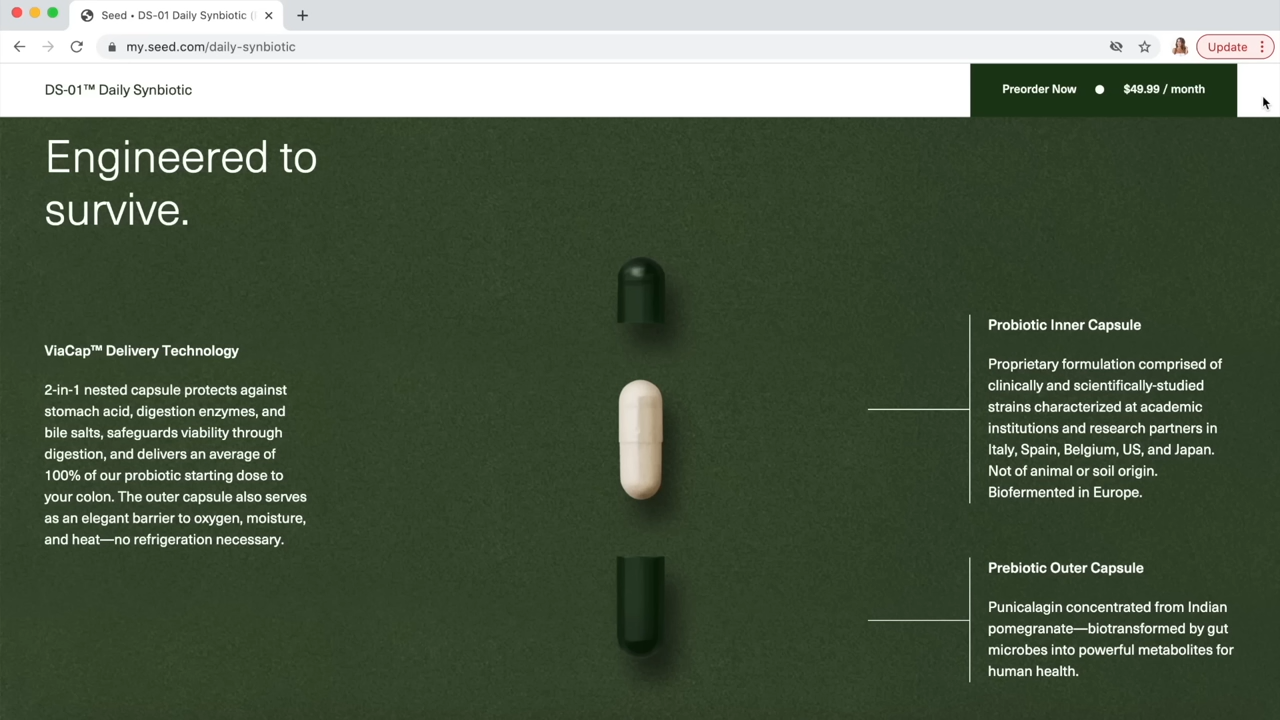 Seed • DS-01 Daily Synbiotic (
my.seed.com/daily-synbiotic
Update
DS-01™ Daily Synbiotic
Preorder Now
$49.99 / month
Engineered to
survive.
ViaCap™ Delivery Technology
2-in-1 nested capsule protects against
stomach acid, digestion enzymes, and
bile salts, safeguards viability through
digestion, and delivers an average of
100% of our probiotic starting dose to
your colon. The outer capsule also serves
as an elegant barrier to oxygen, moisture,
and heat—no refrigeration necessary.
Probiotic Inner Capsule
Proprietary formulation comprised of
clinically and scientifically-studied
strains characterized at academic
institutions and research partners in
Italy, Spain, Belgium, US, and Japan.
Not of animal or soil origin.
Biofermented in Europe.
Prebiotic Outer Capsule
Punicalagin concentrated from Indian
pomegranate—biotransformed by gut
microbes into powerful metabolites for
human health.